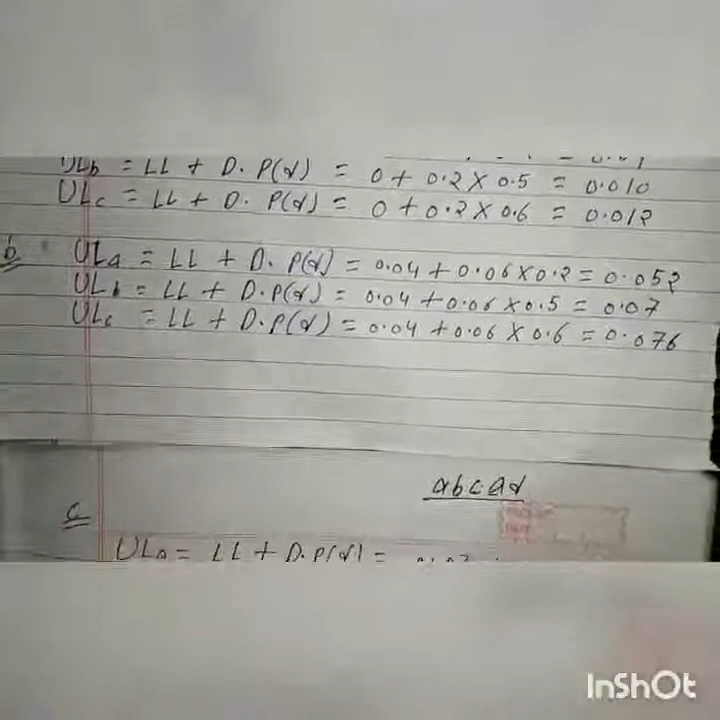 ULb = LL + D. P(α) = 0 + 0.2 X 0.5 = 0.010
ULc = LL + D. P(α) = 0 + 0.2 X 0.6 = 0.012
b ULa = LL + D. P(α) = 0.04 + 0.06 X 0.2 = 0.052
ULb = LL + D.P(α) = 0.04 + 0.06 X 0.5 = 0.07
ULc = LL + D.P(α) = 0.04 + 0.06 X 0.6 = 0.076
abcad
c
ULa = LL + D.P(α) =
InShOt